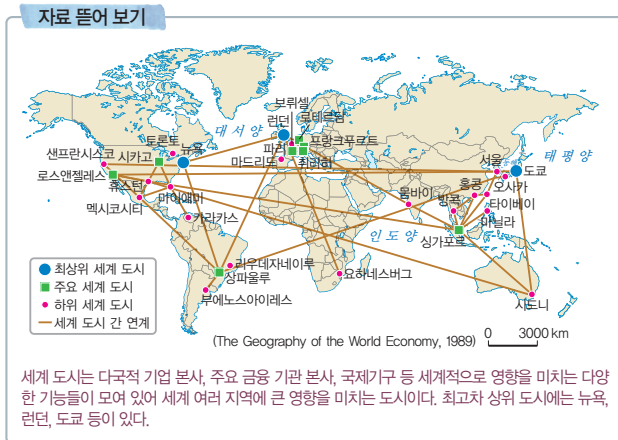 자료 뜯어 보기
보뤼셀
런던
로테르담
대서양
토론토
뉴욕
파리
프랑크푸르트
샌프란시스코
시카고
마드리드
취리히
서울
태평양
로스앤젤레스
도쿄
휴스턴
뭄바이
홍콩
오사카
마이애미
방콕
타이베이
멕시코시티
카라카스
마닐라
인도양
싱가포르
리우데자네이루
상파울루
요하네스버그
부에노스아이레스
시드니
최상위 세계 도시
주요 세계 도시
하위 세계 도시
세계 도시 간 연계
(The Geography of the World Economy, 1989)
0 3000 km
세계 도시는 다국적 기업 본사, 주요 금융 기관 본사, 국제기구 등 세계적으로 영향을 미치는 다양
한 기능들이 모여 있어 세계 여러 지역에 큰 영향을 미치는 도시이다. 최고차 상위 도시에는 뉴욕,
런던, 도쿄 등이 있다.